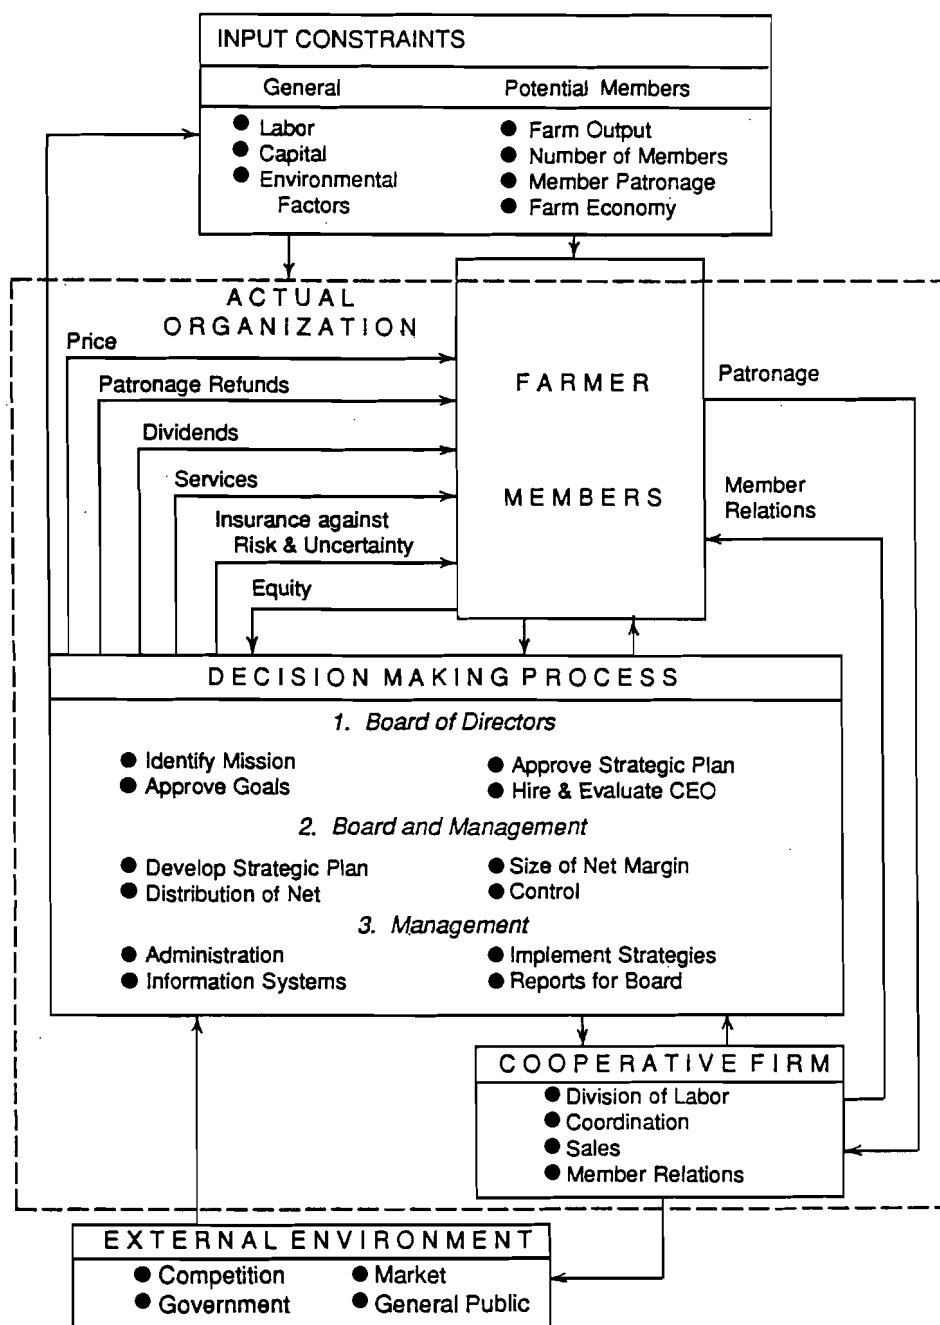 INPUT CONSTRAINTS
General
Potential Members
● Labor
● Capital
● Environmental
Factors
● Farm Output
● Number of Members
● Member Patronage
● Farm Economy
ACTUAL
ORGANIZATION
Price
Patronage Refunds
Dividends
Services
Insurance against
Risk & Uncertainty
Equity
FARMER
MEMBERS
Patronage
Member
Relations
DECISION MAKING PROCESS
1. Board of Directors
● Identify Mission
● Approve Goals
● Approve Strategic Plan
● Hire & Evaluate CEO
2. Board and Management
● Develop Strategic Plan
● Distribution of Net
● Size of Net Margin
● Control
3. Management
● Administration
● Information Systems
● Implement Strategies
● Reports for Board
COOPERATIVE FIRM
● Division of Labor
● Coordination
● Sales
● Member Relations
EXTERNAL ENVIRONMENT
● Competition
● Government
● Market
● General Public